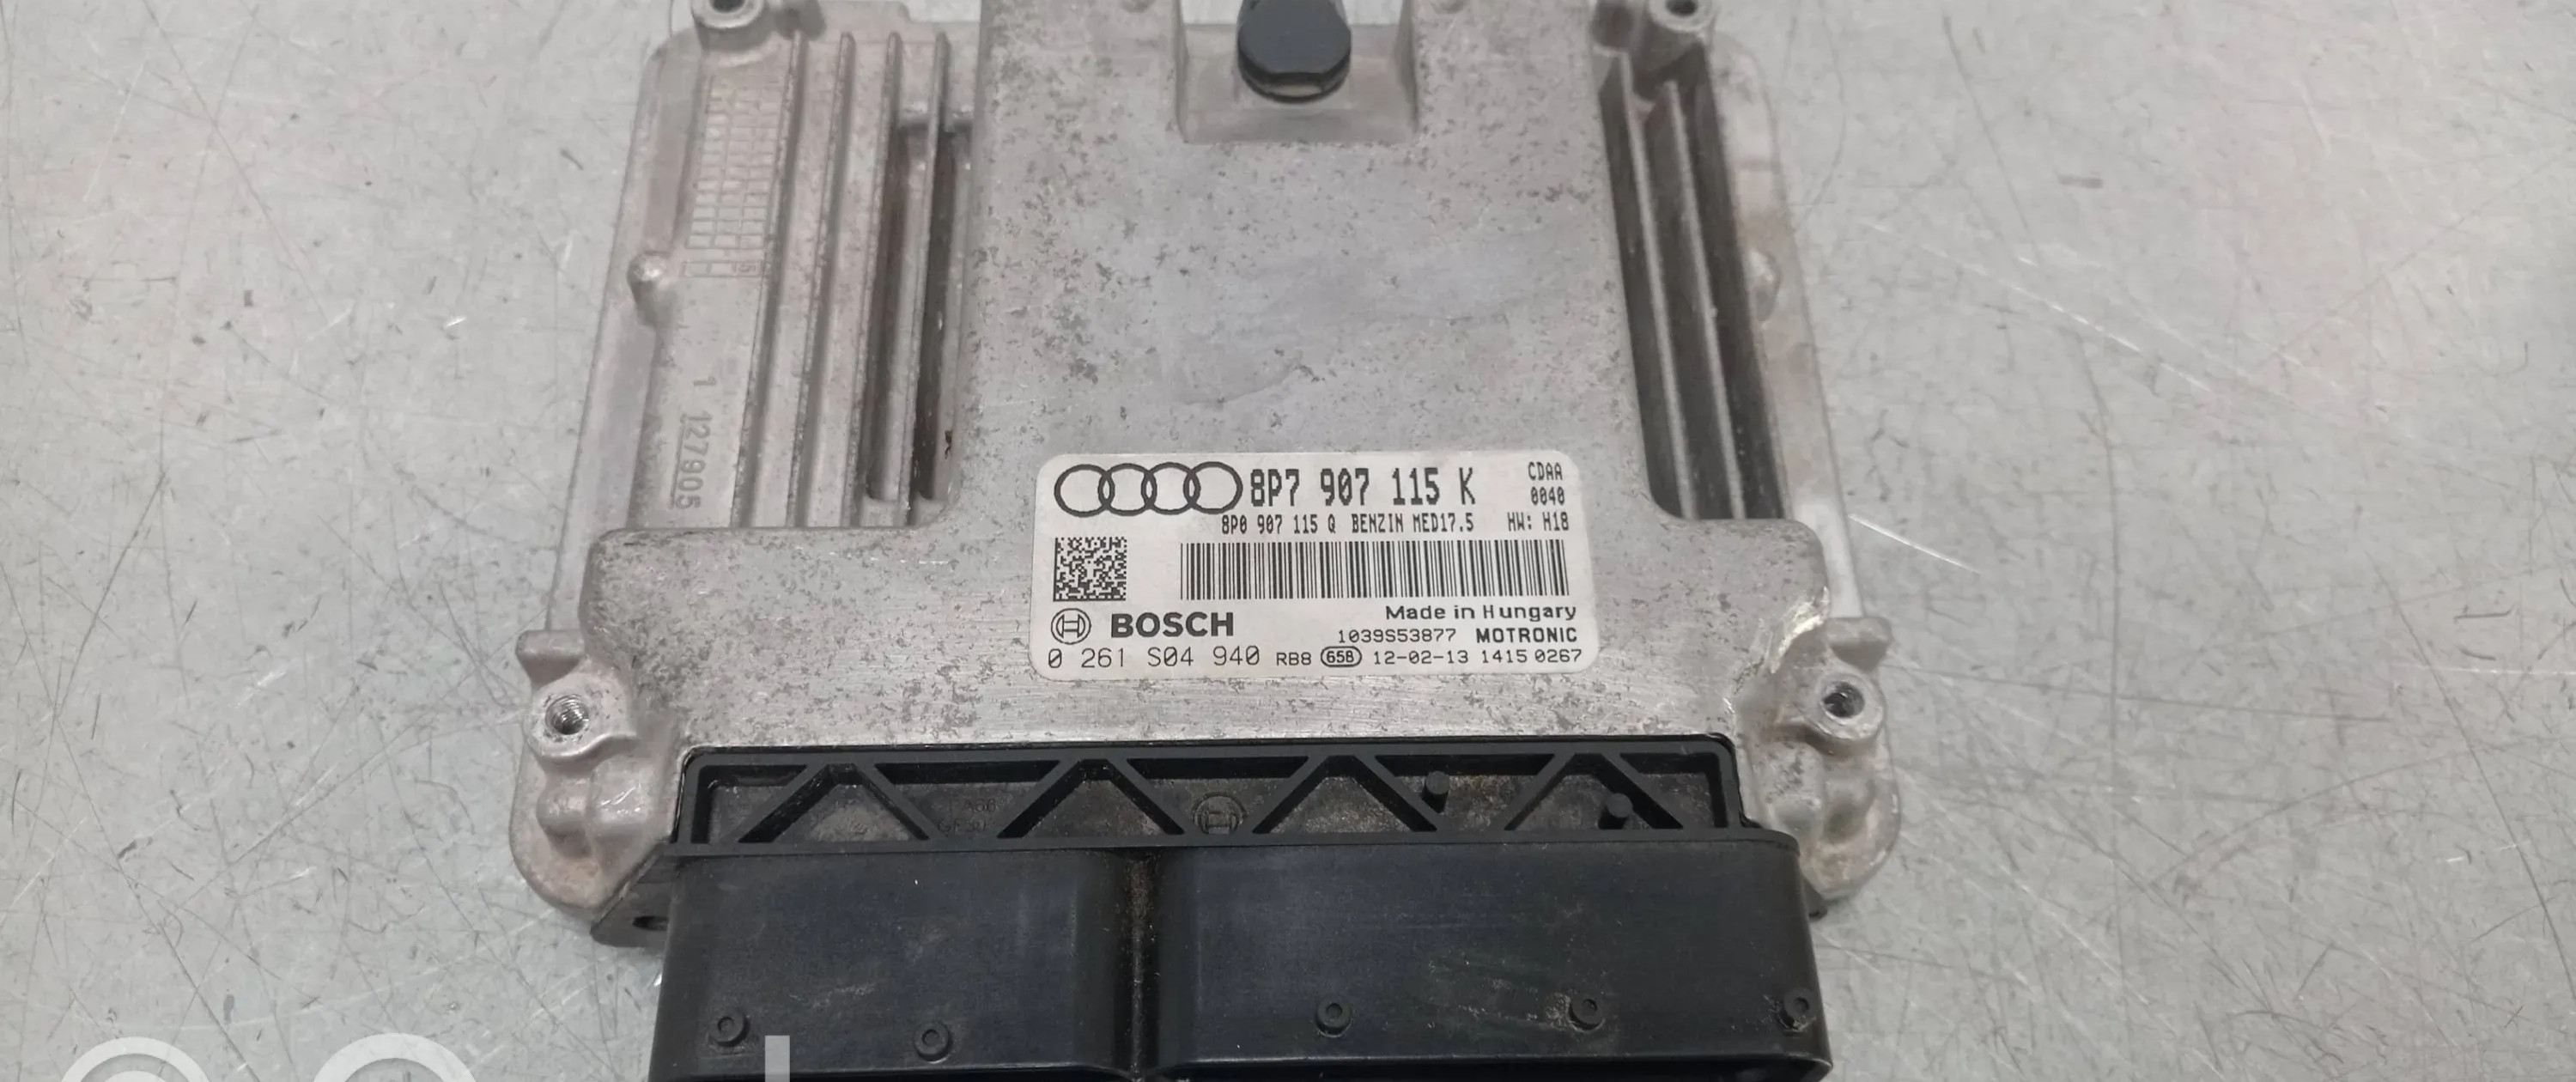 8P7 907 115 K
CDAA
0040
8P0 907 115 Q BENZIN MED17.5 HW: H18
Made in Hungary
BOSCH
1039S53877 MOTRONIC
0 261 S04 940 RB8 658 12-02-13 1415 0267
1 127905